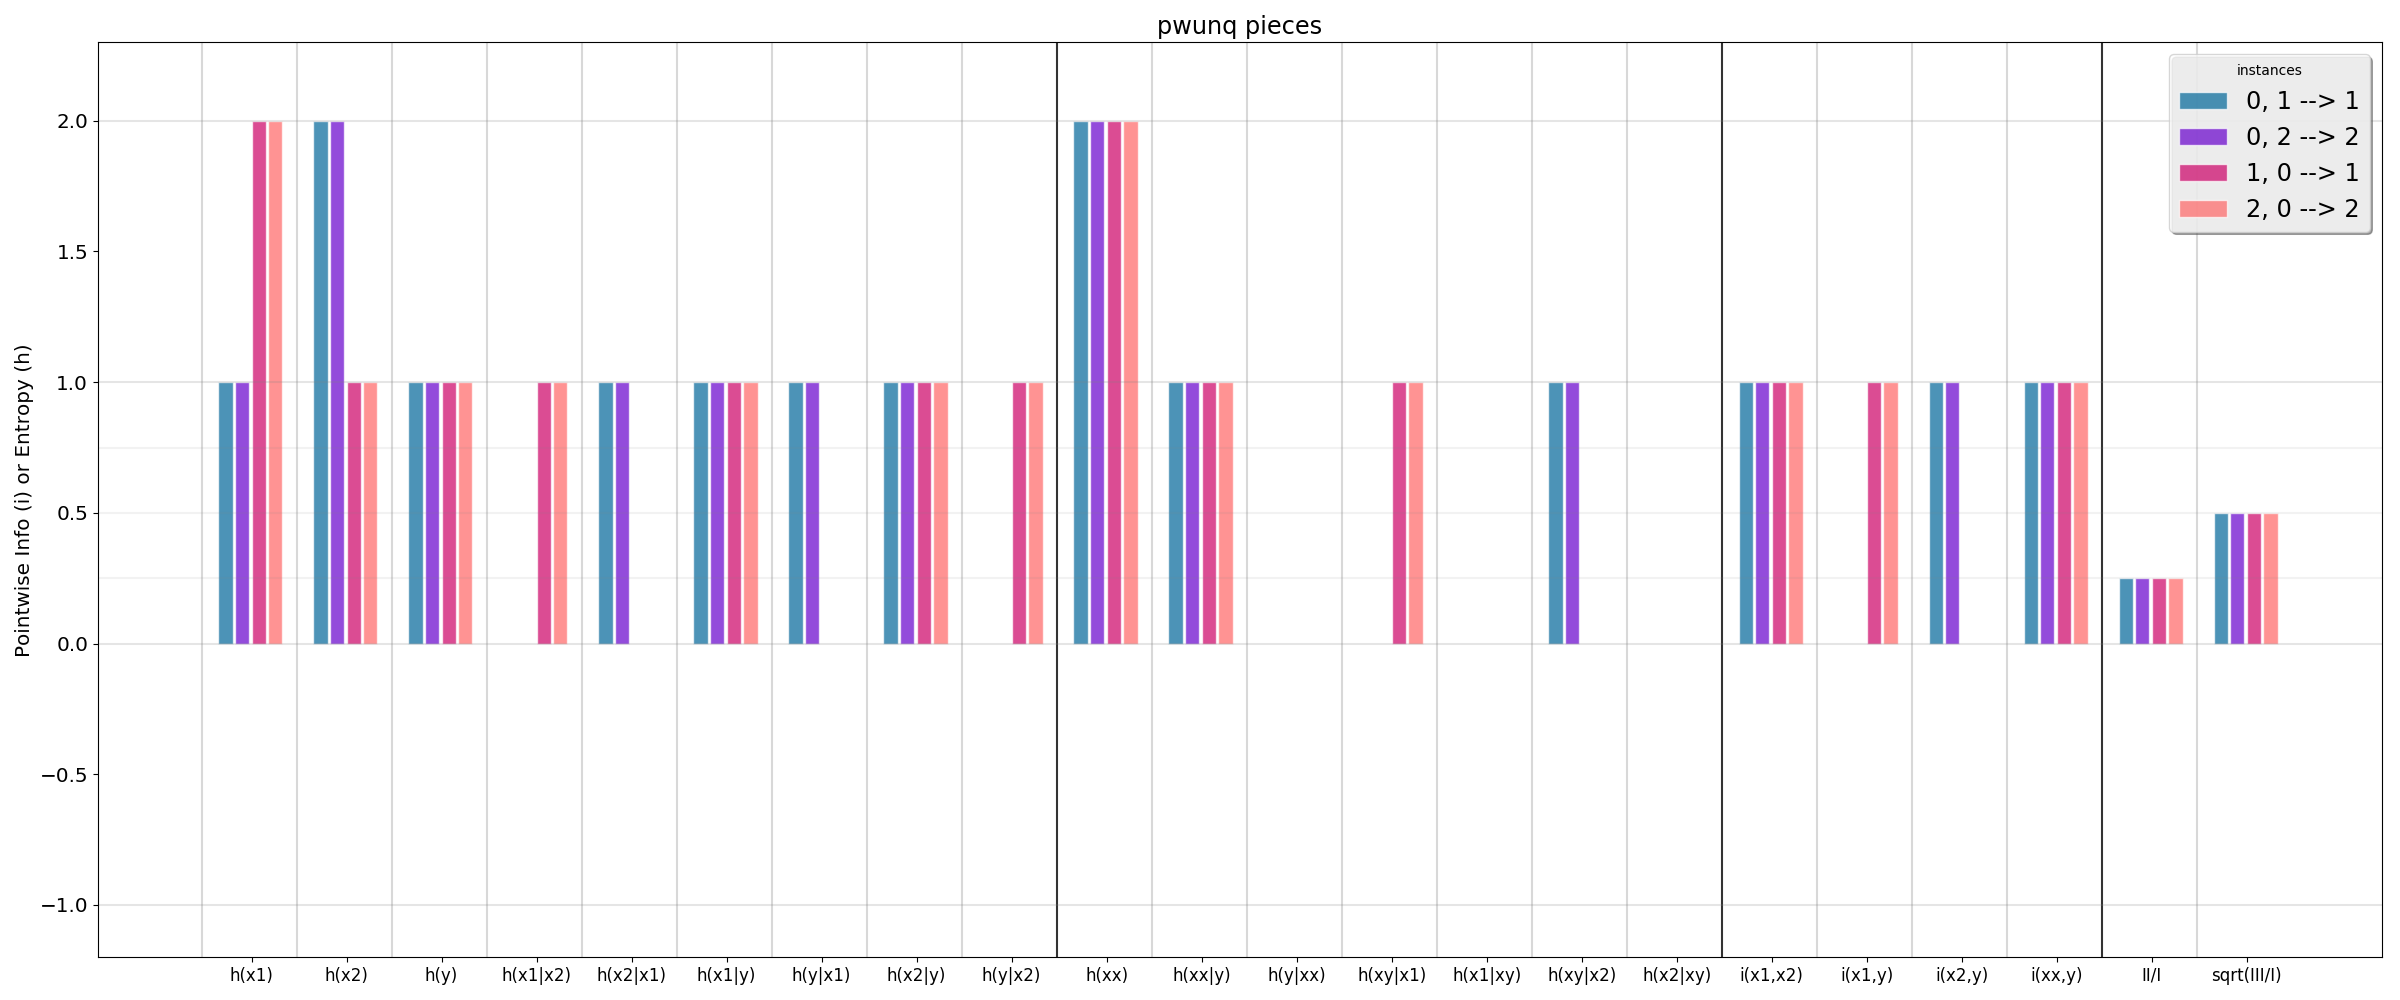 pwunq pieces
instances
0, 1 --> 1
0, 2 --> 2
1, 0 --> 1
2, 0 --> 2
Pointwise Info (i) or Entropy (h)
2.0
1.5
1.0
0.5
0.0
−0.5
−1.0
h(x1) h(x2) h(y) h(x1|x2) h(x2|x1) h(x1|y) h(y|x1) h(x2|y) h(y|x2) h(xx) h(xx|y) h(y|xx) h(xy|x1) h(x1|xy) h(xy|x2) h(x2|xy) i(x1,x2) i(x1,y) i(x2,y) i(xx,y) II/I sqrt(III/I)